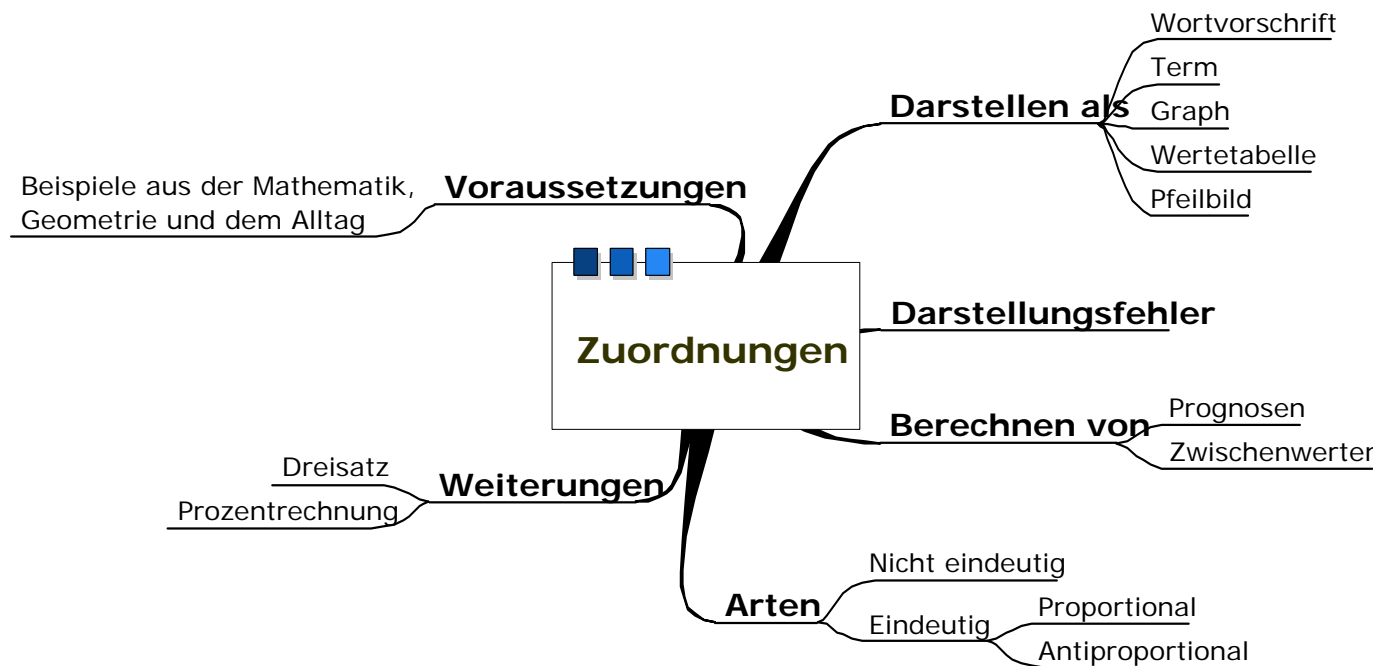 Wortvorschrift
Term
Darstellen als
Graph
Wertetabelle
Pfeilbild
Voraussetzungen
Beispiele aus der Mathematik,
Geometrie und dem Alltag
Zuordnungen
Darstellungsfehler
Berechnen von
Prognosen
Zwischenwerten
Weiterungen
Dreisatz
Prozentrechnung
Arten
Nicht eindeutig
Eindeutig
Proportional
Antiproportional